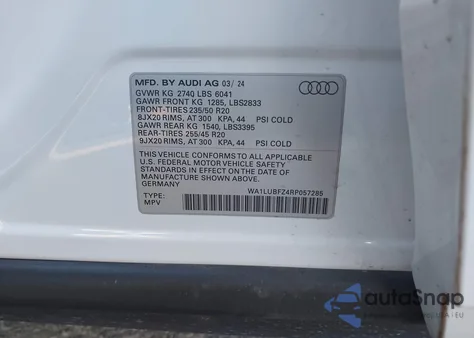 MFD. BY AUDI AG 03/24
GVWR KG 2740 LBS 6041
GAWR FRONT KG 1285, LBS2833
FRONT-TIRES 235/50 R20
8JX20 RIMS, AT 300 KPA,44 PSI COLD
GAWR REAR KG 1540, LBS3395
REAR-TIRES 255/45 R20
9JX20 RIMS, AT 300 KPA,44 PSI COLD
THIS VEHICLE CONFORMS TO ALL APPLICABLE
U.S. FEDERAL MOTOR VEHICLE SAFETY
STANDARDS IN EFFECT ON THE DATE OF
GERMANY
WA1LUBFZ4RP057285
TYPE:
MPV
autoSnap
EU